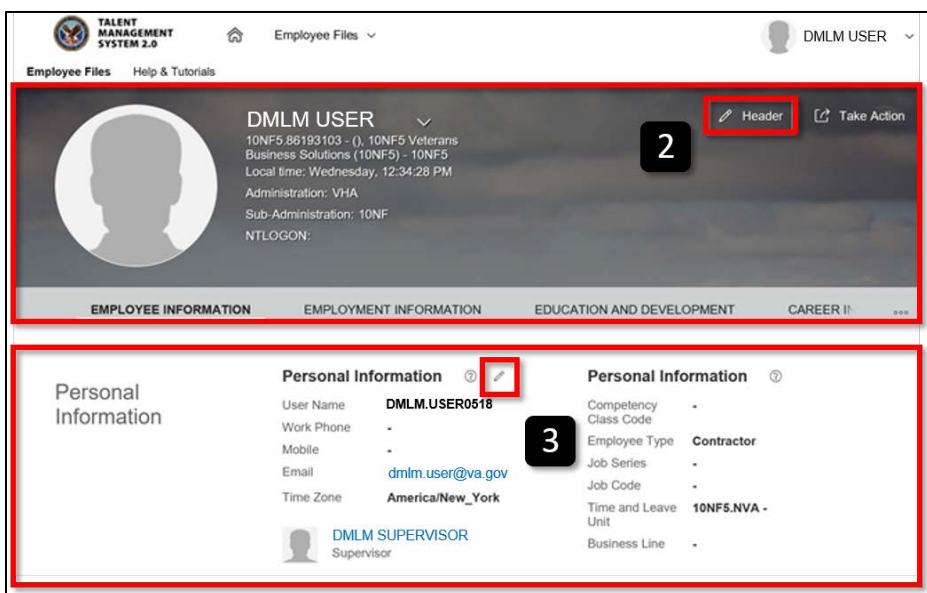 TALENT
MANAGEMENT
SYSTEM 2.0
Employee Files
DMLM USER
Employee Files Help & Tutorials
DMLM USER
Header
Take Action
2
10NF5.86193103 - (), 10NF5 Veterans
Business Solutions (10NF5) - 10NF5
Local time: Wednesday, 12:34:28 PM
Administration: VHA
Sub-Administration: 10NF
NTLOGON:
EMPLOYEE INFORMATION EMPLOYMENT INFORMATION EDUCATION AND DEVELOPMENT CAREER
Personal
Information
Personal Information
User Name DMLM.USER0518
Work Phone -
Mobile -
Email dmlm.user@va.gov
Time Zone America/New_York
DMLM SUPERVISOR
Supervisor
3
Personal Information
Competency -
Class Code
Employee Type Contractor
Job Series -
Job Code -
Time and Leave 10NF5.NVA -
Unit
Business Line -